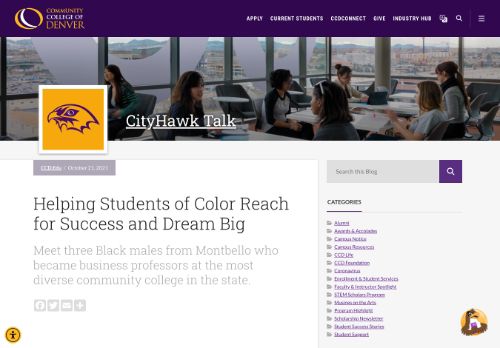 COMMUNITY
COLLEGE OF
DENVER
APPLY CURRENT STUDENTS CCDCONNECT GIVE INDUSTRY HUB
CityHawk Talk
CCD Edu / October 21, 2021
Helping Students of Color Reach
for Success and Dream Big
Meet three Black males from Montbello who
became business professors at the most
diverse community college in the state.
Search this Blog
CATEGORIES
Alumni
Awards & Accolades
Campus Notice
Campus Resources
CCD Life
CCD Foundation
Coronavirus
Enrollment & Student Services
Faculty & Instructor Spotlight
STEM Scholars Program
Musings on the Arts
Program Highlight
Scholarship Newsletter
Student Success Stories
Student Support